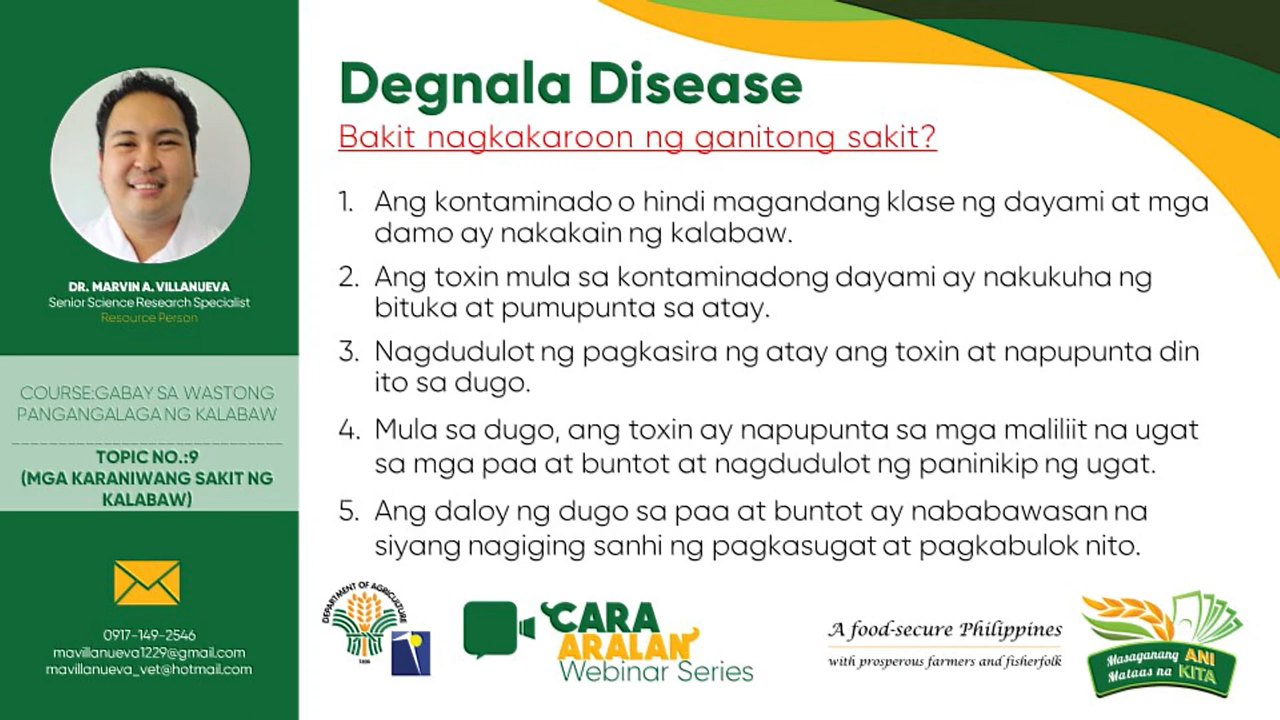 Degnala Disease
Bakit nagkakaroon ng ganitong sakit?
1. Ang kontaminado o hindi magandang klase ng dayami at mga
damo ay nakakain ng kalabaw.
2. Ang toxin mula sa kontaminadong dayami ay nakukuha ng
bituka at pumupunta sa atay.
3. Nagdudulot ng pagkasira ng atay ang toxin at napupunta din
ito sa dugo.
4. Mula sa dugo, ang toxin ay napupunta sa mga maliliit na ugat
sa mga paa at buntot at nagdudulot ng paninikip ng ugat.
5. Ang daloy ng dugo sa paa at buntot ay nababawasan na
siyang nagiging sanhi ng pagkasugat at pagkabulok nito.
DR. MARVIN A. VILLANUEVA
Senior Science Research Specialist
Resource Person
COURSE:GABAY SA WASTONG
PANGANGALAGA NG KALABAW
TOPIC NO.:9
(MGA KARANIWANG SAKIT NG
KALABAW)
0917-149-2546
mavillanueva1229@gmail.com
mavillanueva_vet@hotmail.com
DEPARTMENT OF AGRICULTURE
1898
CARA
ARALAN
Webinar Series
A food-secure Philippines
with prosperous farmers and fisherfolk
Masaganang ANI
Mataas na KITA